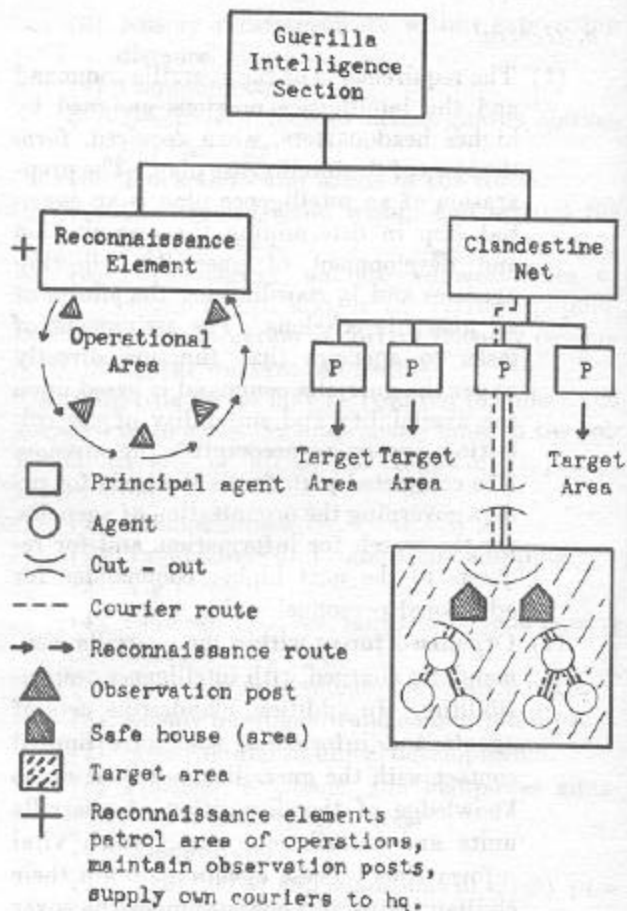 Guerilla
Intelligence
Section
+
Reconnaissance
Element
Clandestine
Net
Operational
Area
P
P
P
P
Target
Area
Target
Area
Target
Area
Principal agent
Agent
Cut - out
Courier route
Reconnaissance route
Observation post
Safe house (area)
Target area
+ Reconnaissance elements
patrol area of operations,
maintain observation posts,
supply own couriers to hq.